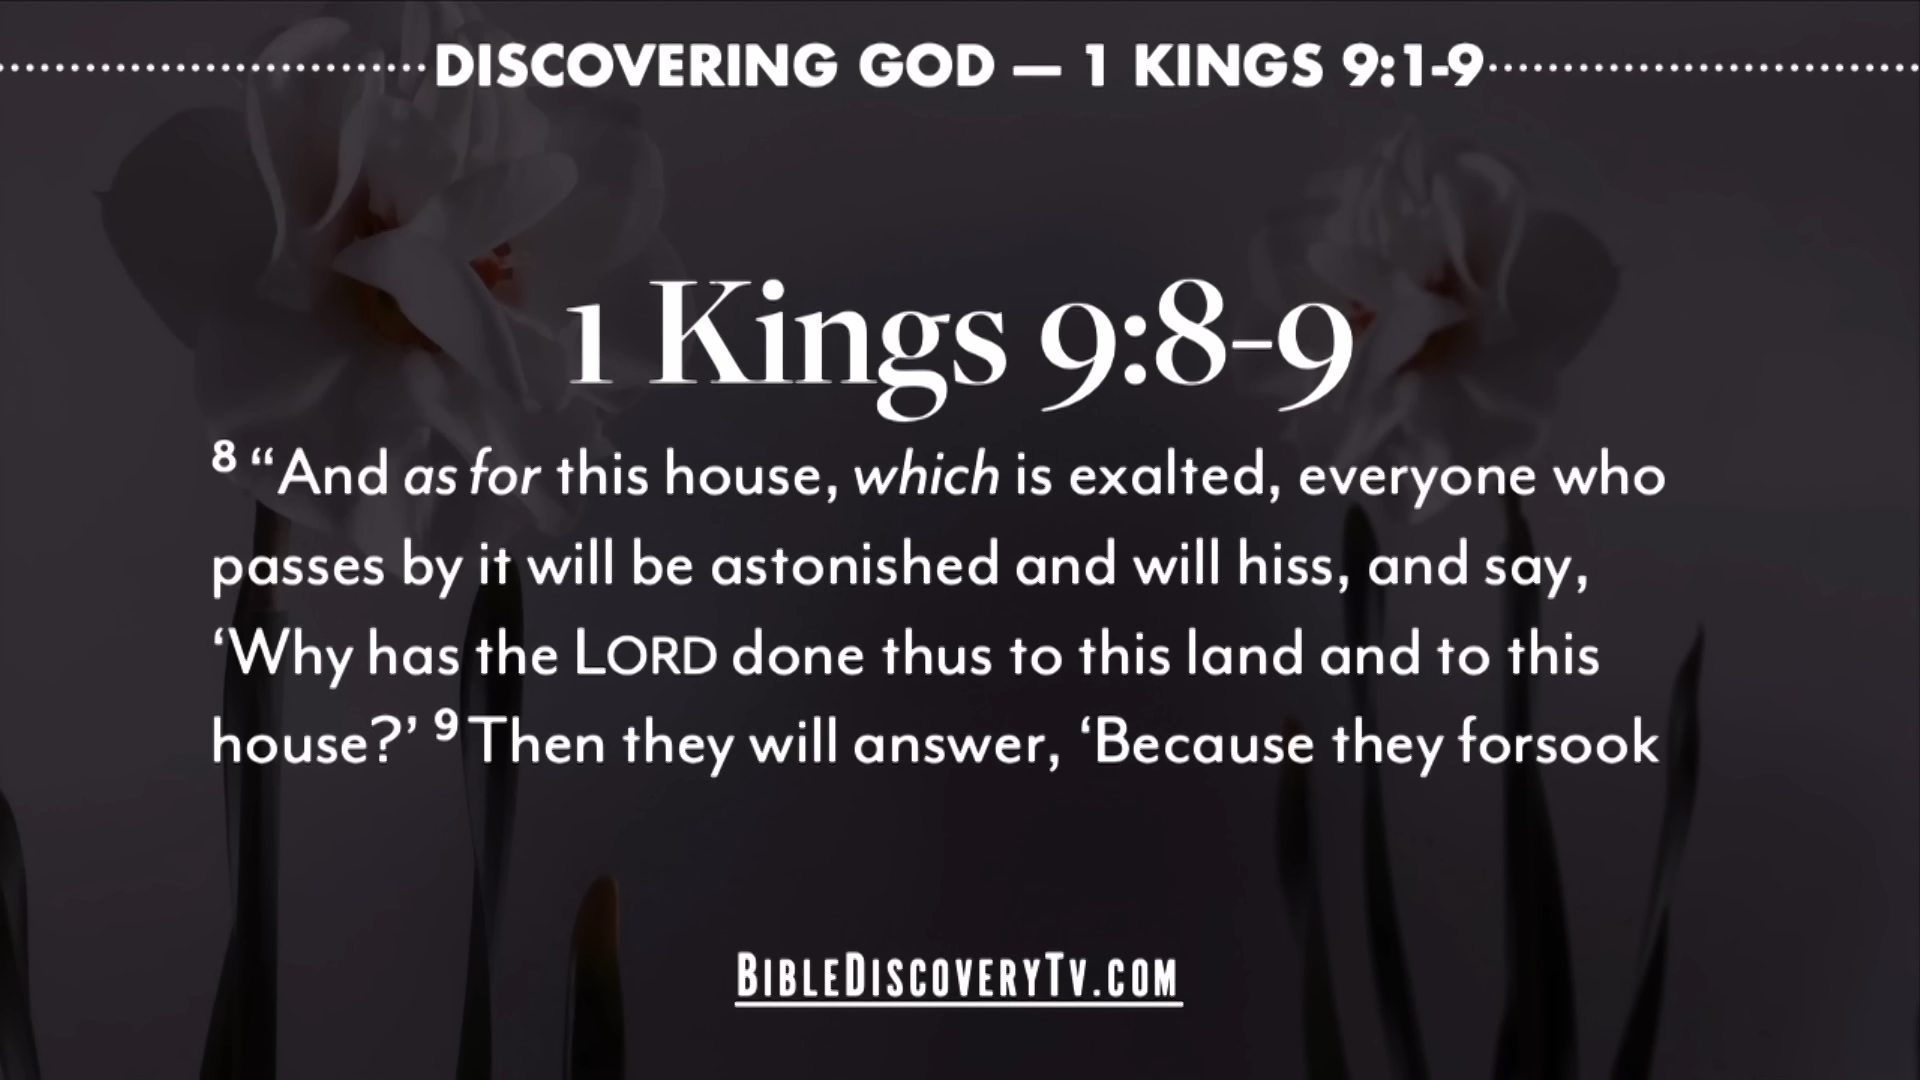 DISCOVERING GOD — 1 KINGS 9:1-9
1 Kings 9:8-9
8 “And as for this house, which is exalted, everyone who
passes by it will be astonished and will hiss, and say,
‘Why has the LORD done thus to this land and to this
house?’ 9 Then they will answer, ‘Because they forsook
BIBLEDISCOVERYTV.COM